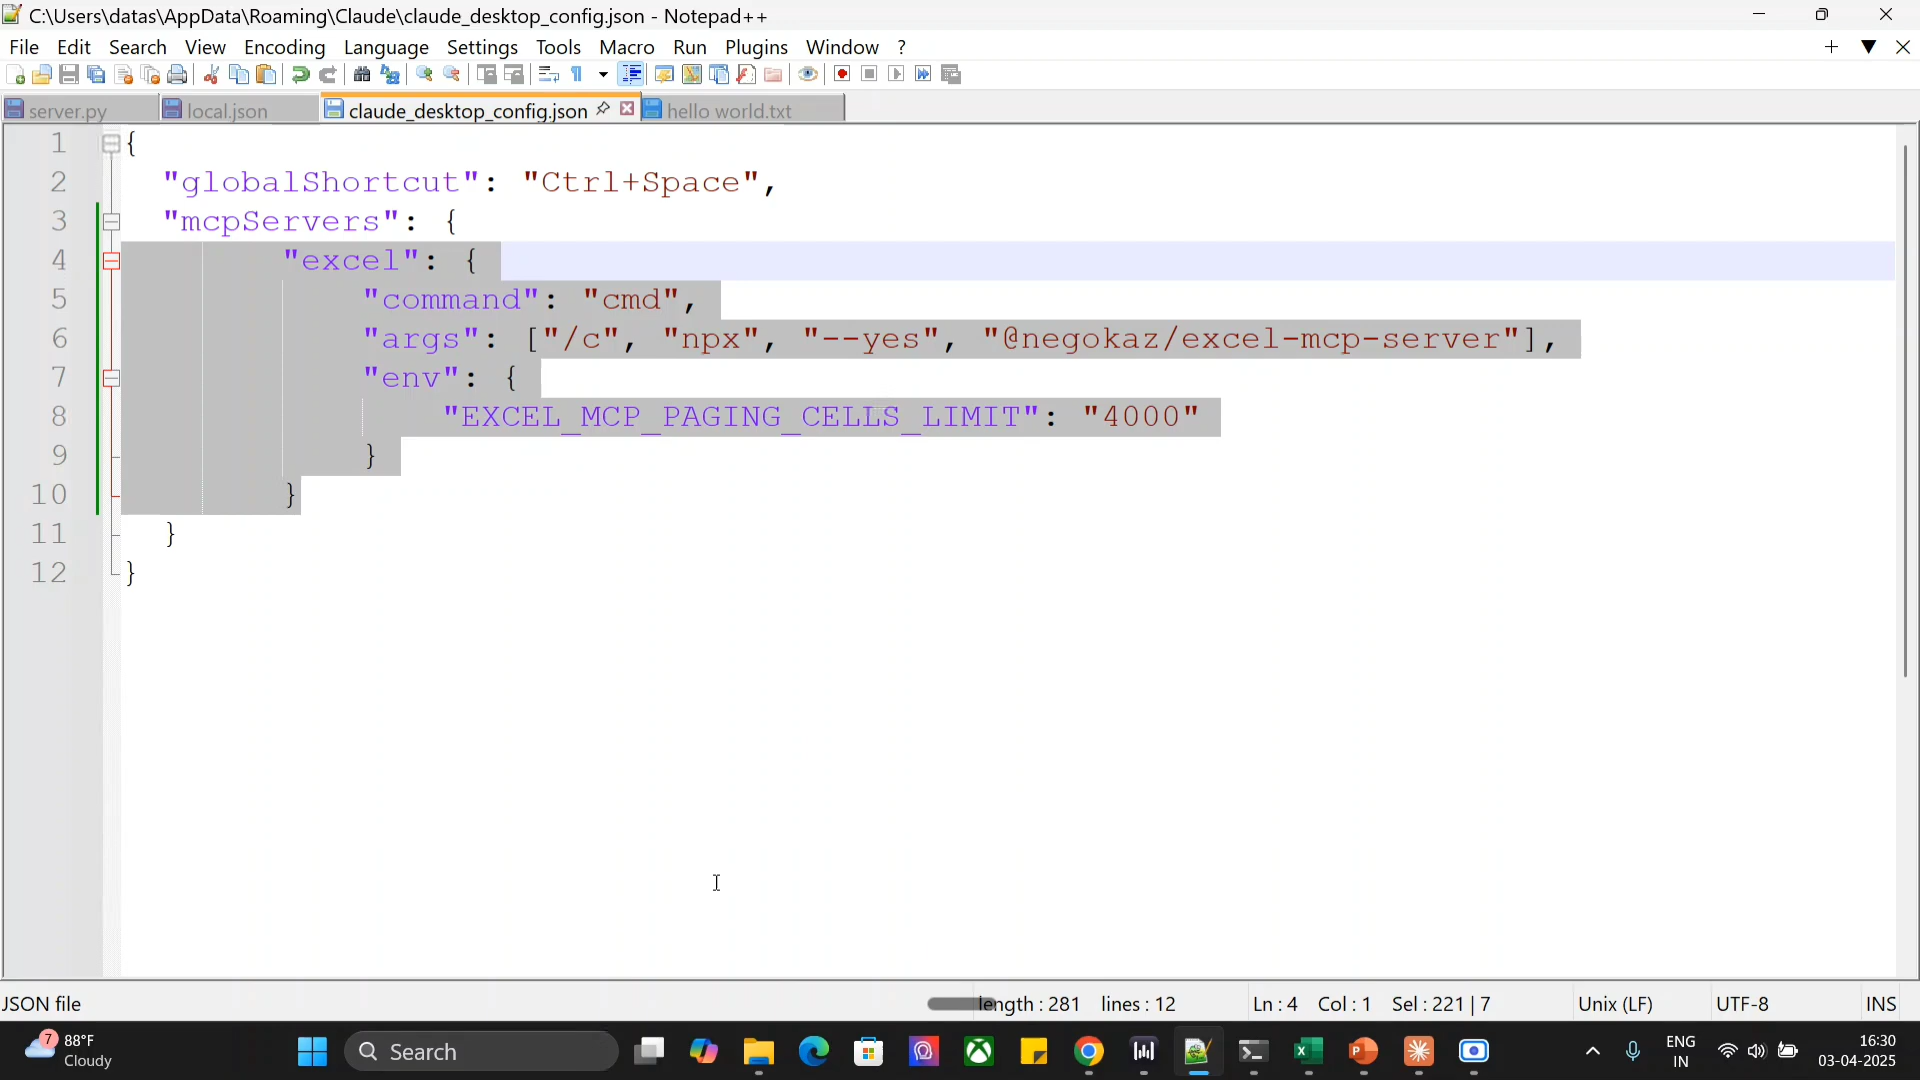 C:\Users\datas\AppData\Roaming\Claude\claude_desktop_config.json - Notepad++
File Edit Search View Encoding Language Settings Tools Macro Run Plugins Window ?
server.py local.json claude_desktop_config.json hello world.txt
1 {
2 "globalShortcut": "Ctrl+Space",
3 "mcpServers": {
4 "excel": {
5 "command": "cmd",
6 "args": ["/c", "npx", "--yes", "@negokaz/excel-mcp-server"],
7 "env": {
8 "EXCEL_MCP_PAGING_CELLS_LIMIT": "4000"
9 }
10 }
11 }
12 }
JSON file length : 281 lines : 12 Ln : 4 Col : 1 Sel : 221 | 7 Unix (LF) UTF-8 INS
7 88°F
Cloudy
Search
ENG
IN
16:30
03-04-2025